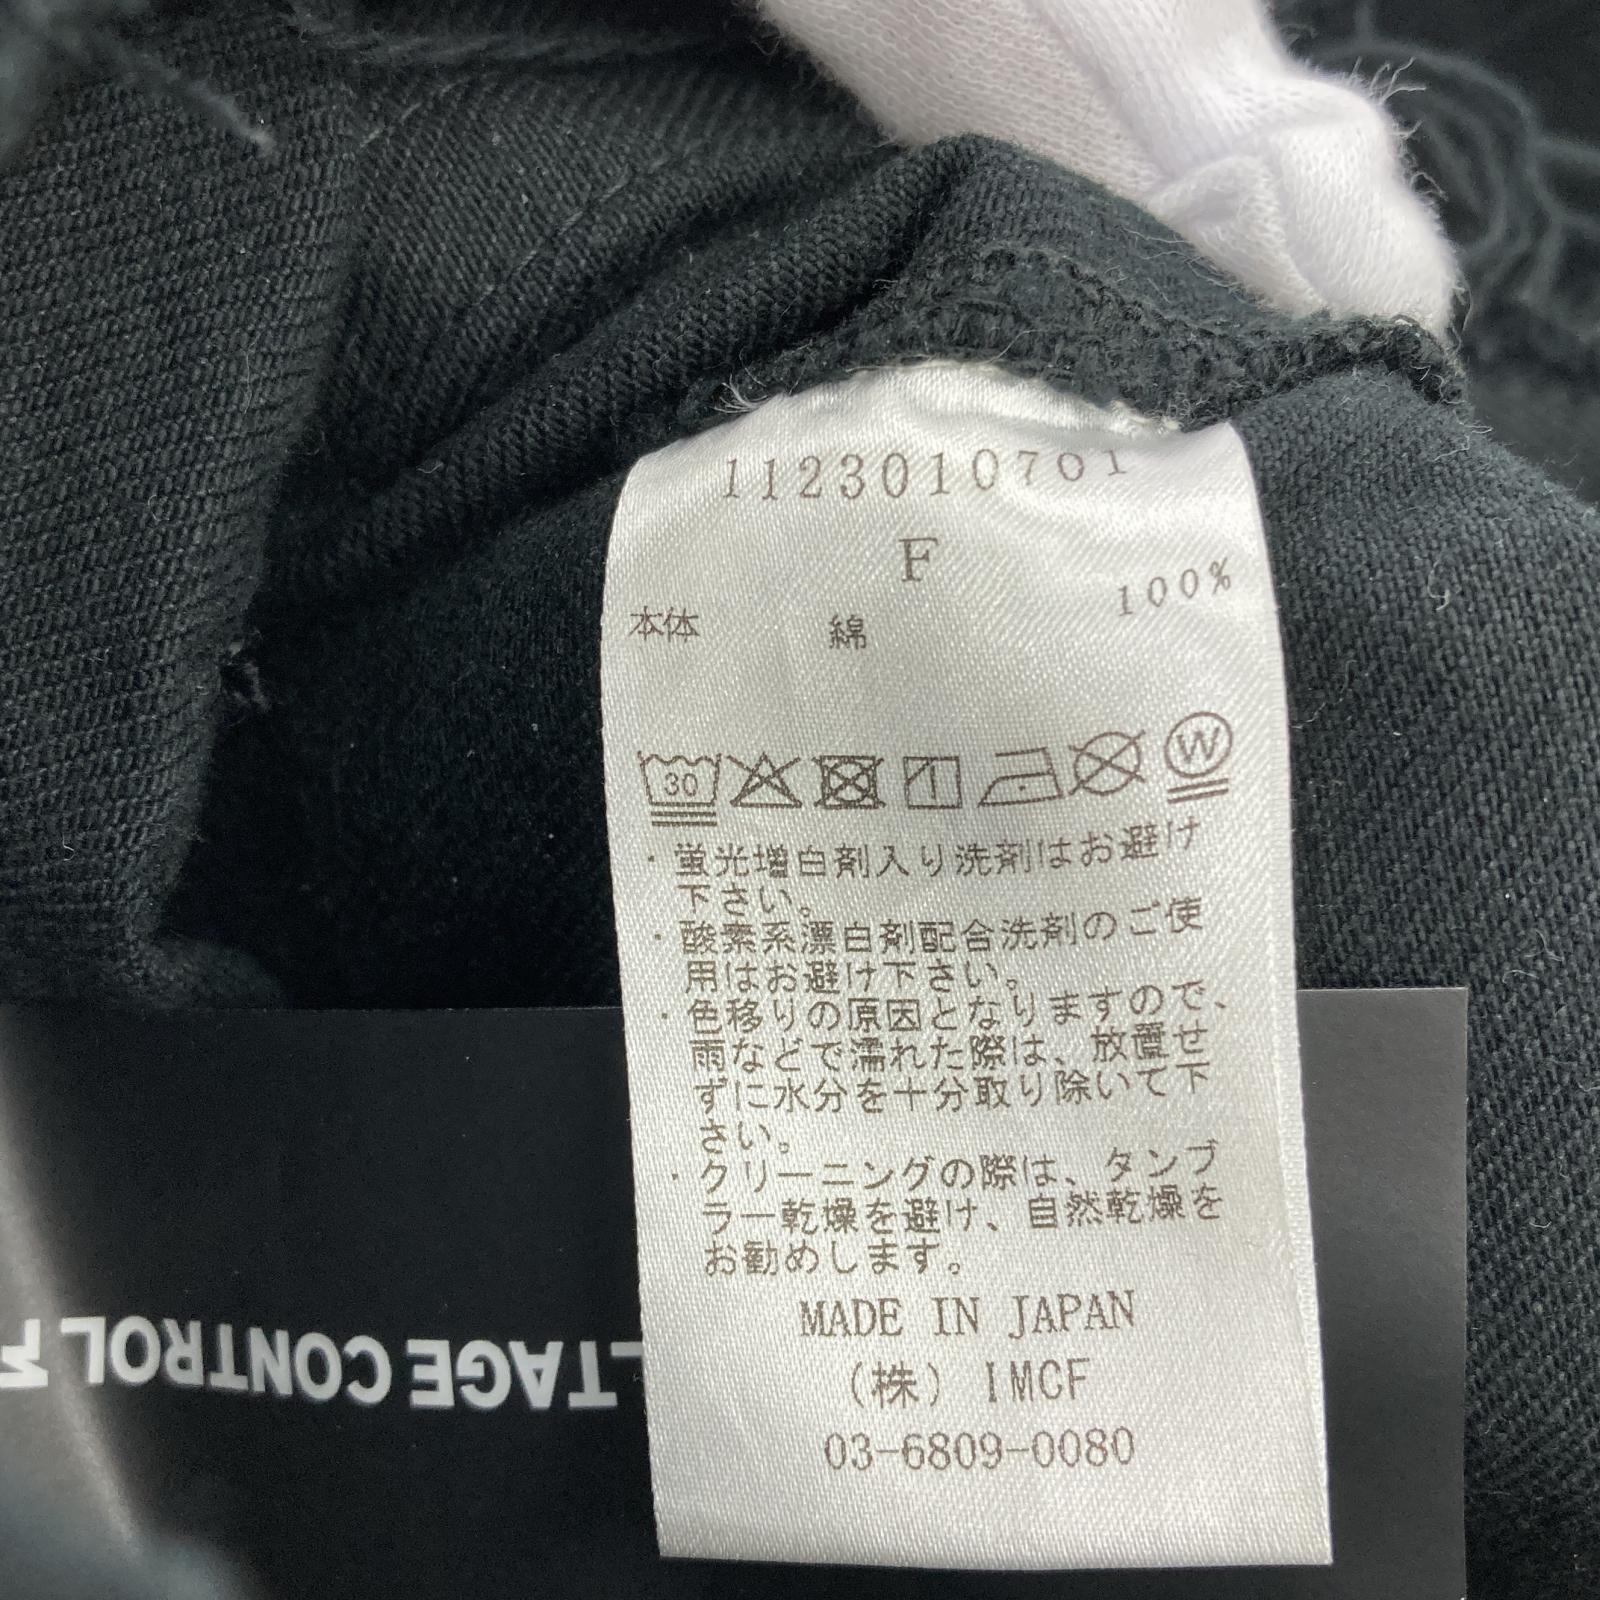 1123010701
F
本体 綿 100%
30
W
・蛍光増白剤入り洗剤はお避け
下さい。
・酸素系漂白剤配合洗剤のご使
用はお避け下さい。
・色移りの原因となりますので、
雨などで濡れた際は、放置せ
ずに水分を十分取り除いて下
さい。
・クリーニングの際は、タンブ
ラー乾燥を避け、自然乾燥を
お勧めします。
MADE IN JAPAN
(株) IMCF
03-6809-0080
LTAGE CONTROL